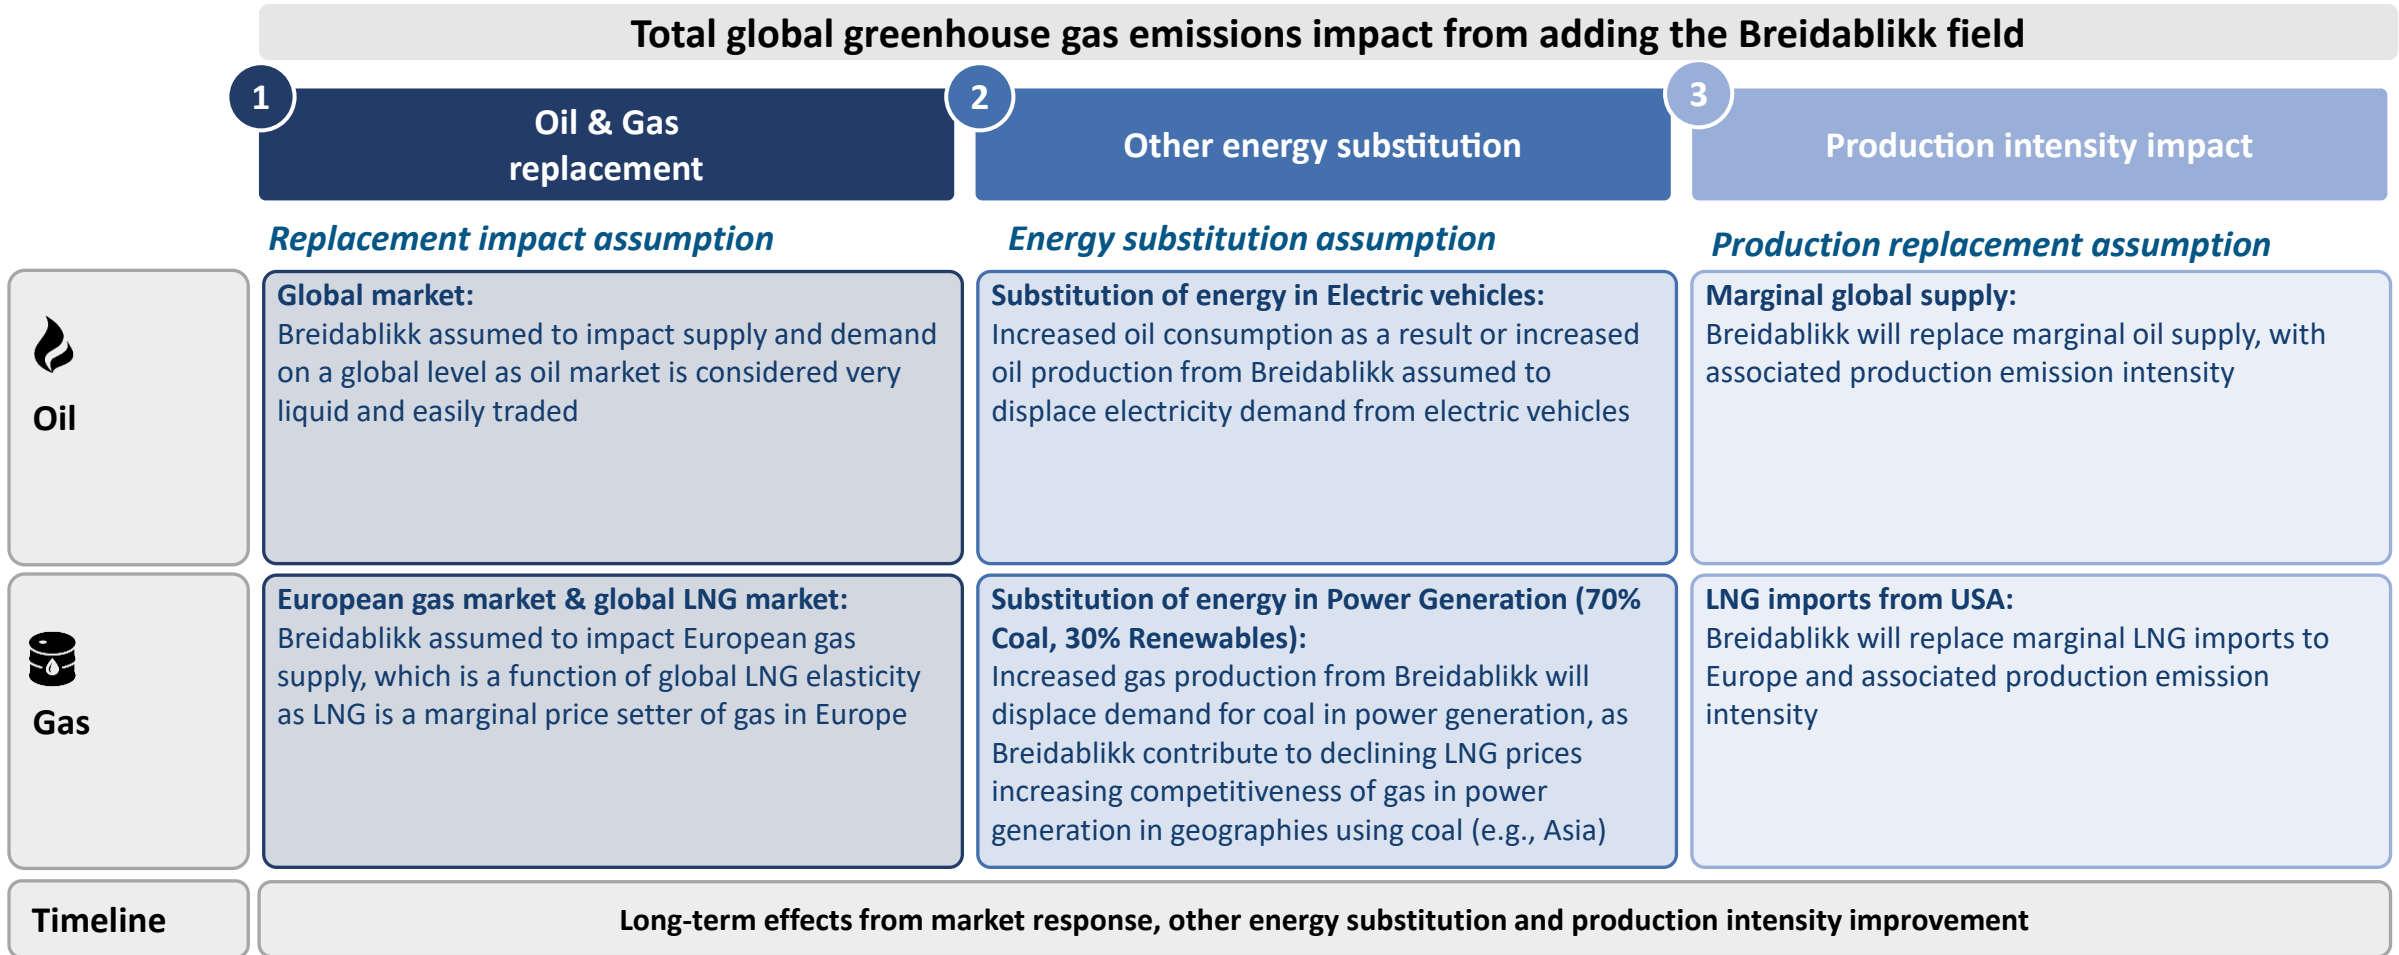 Total global greenhouse gas emissions impact from adding the Breidablikk field
1
Oil & Gas
replacement
2
Other energy substitution
3
Production intensity impact
Replacement impact assumption
Energy substitution assumption
Production replacement assumption
Oil
Global market:
Breidablikk assumed to impact supply and demand
on a global level as oil market is considered very
liquid and easily traded
Substitution of energy in Electric vehicles:
Increased oil consumption as a result or increased
oil production from Breidablikk assumed to
displace electricity demand from electric vehicles
Marginal global supply:
Breidablikk will replace marginal oil supply, with
associated production emission intensity
Gas
European gas market & global LNG market:
Breidablikk assumed to impact European gas
supply, which is a function of global LNG elasticity
as LNG is a marginal price setter of gas in Europe
Substitution of energy in Power Generation (70%
Coal, 30% Renewables):
Increased gas production from Breidablikk will
displace demand for coal in power generation, as
Breidablikk contribute to declining LNG prices
increasing competitiveness of gas in power
generation in geographies using coal (e.g., Asia)
LNG imports from USA:
Breidablikk will replace marginal LNG imports to
Europe and associated production emission
intensity
Timeline
Long-term effects from market response, other energy substitution and production intensity improvement